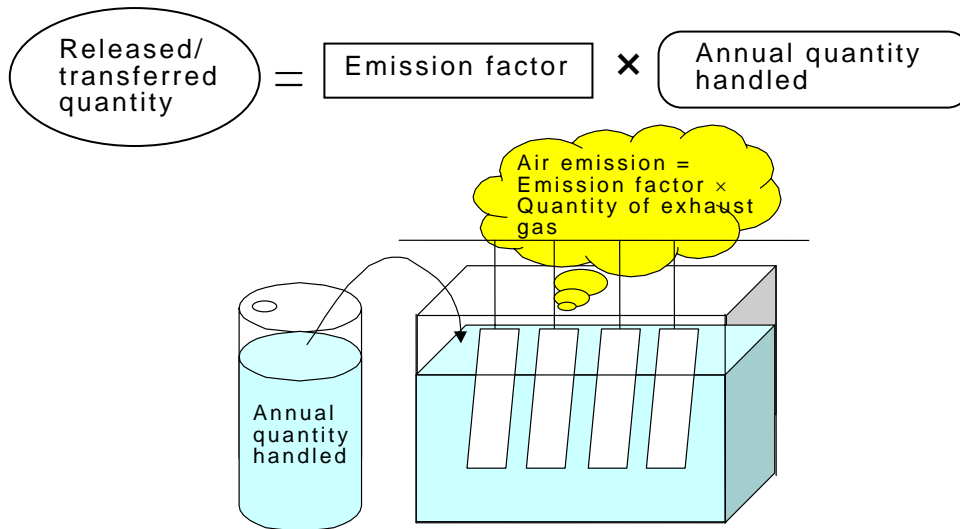 Released/
transferred
quantity
=
Emission factor
×
Annual quantity
handled
Air emission =
Emission factor ×
Quantity of exhaust
gas
Annual
quantity
handled